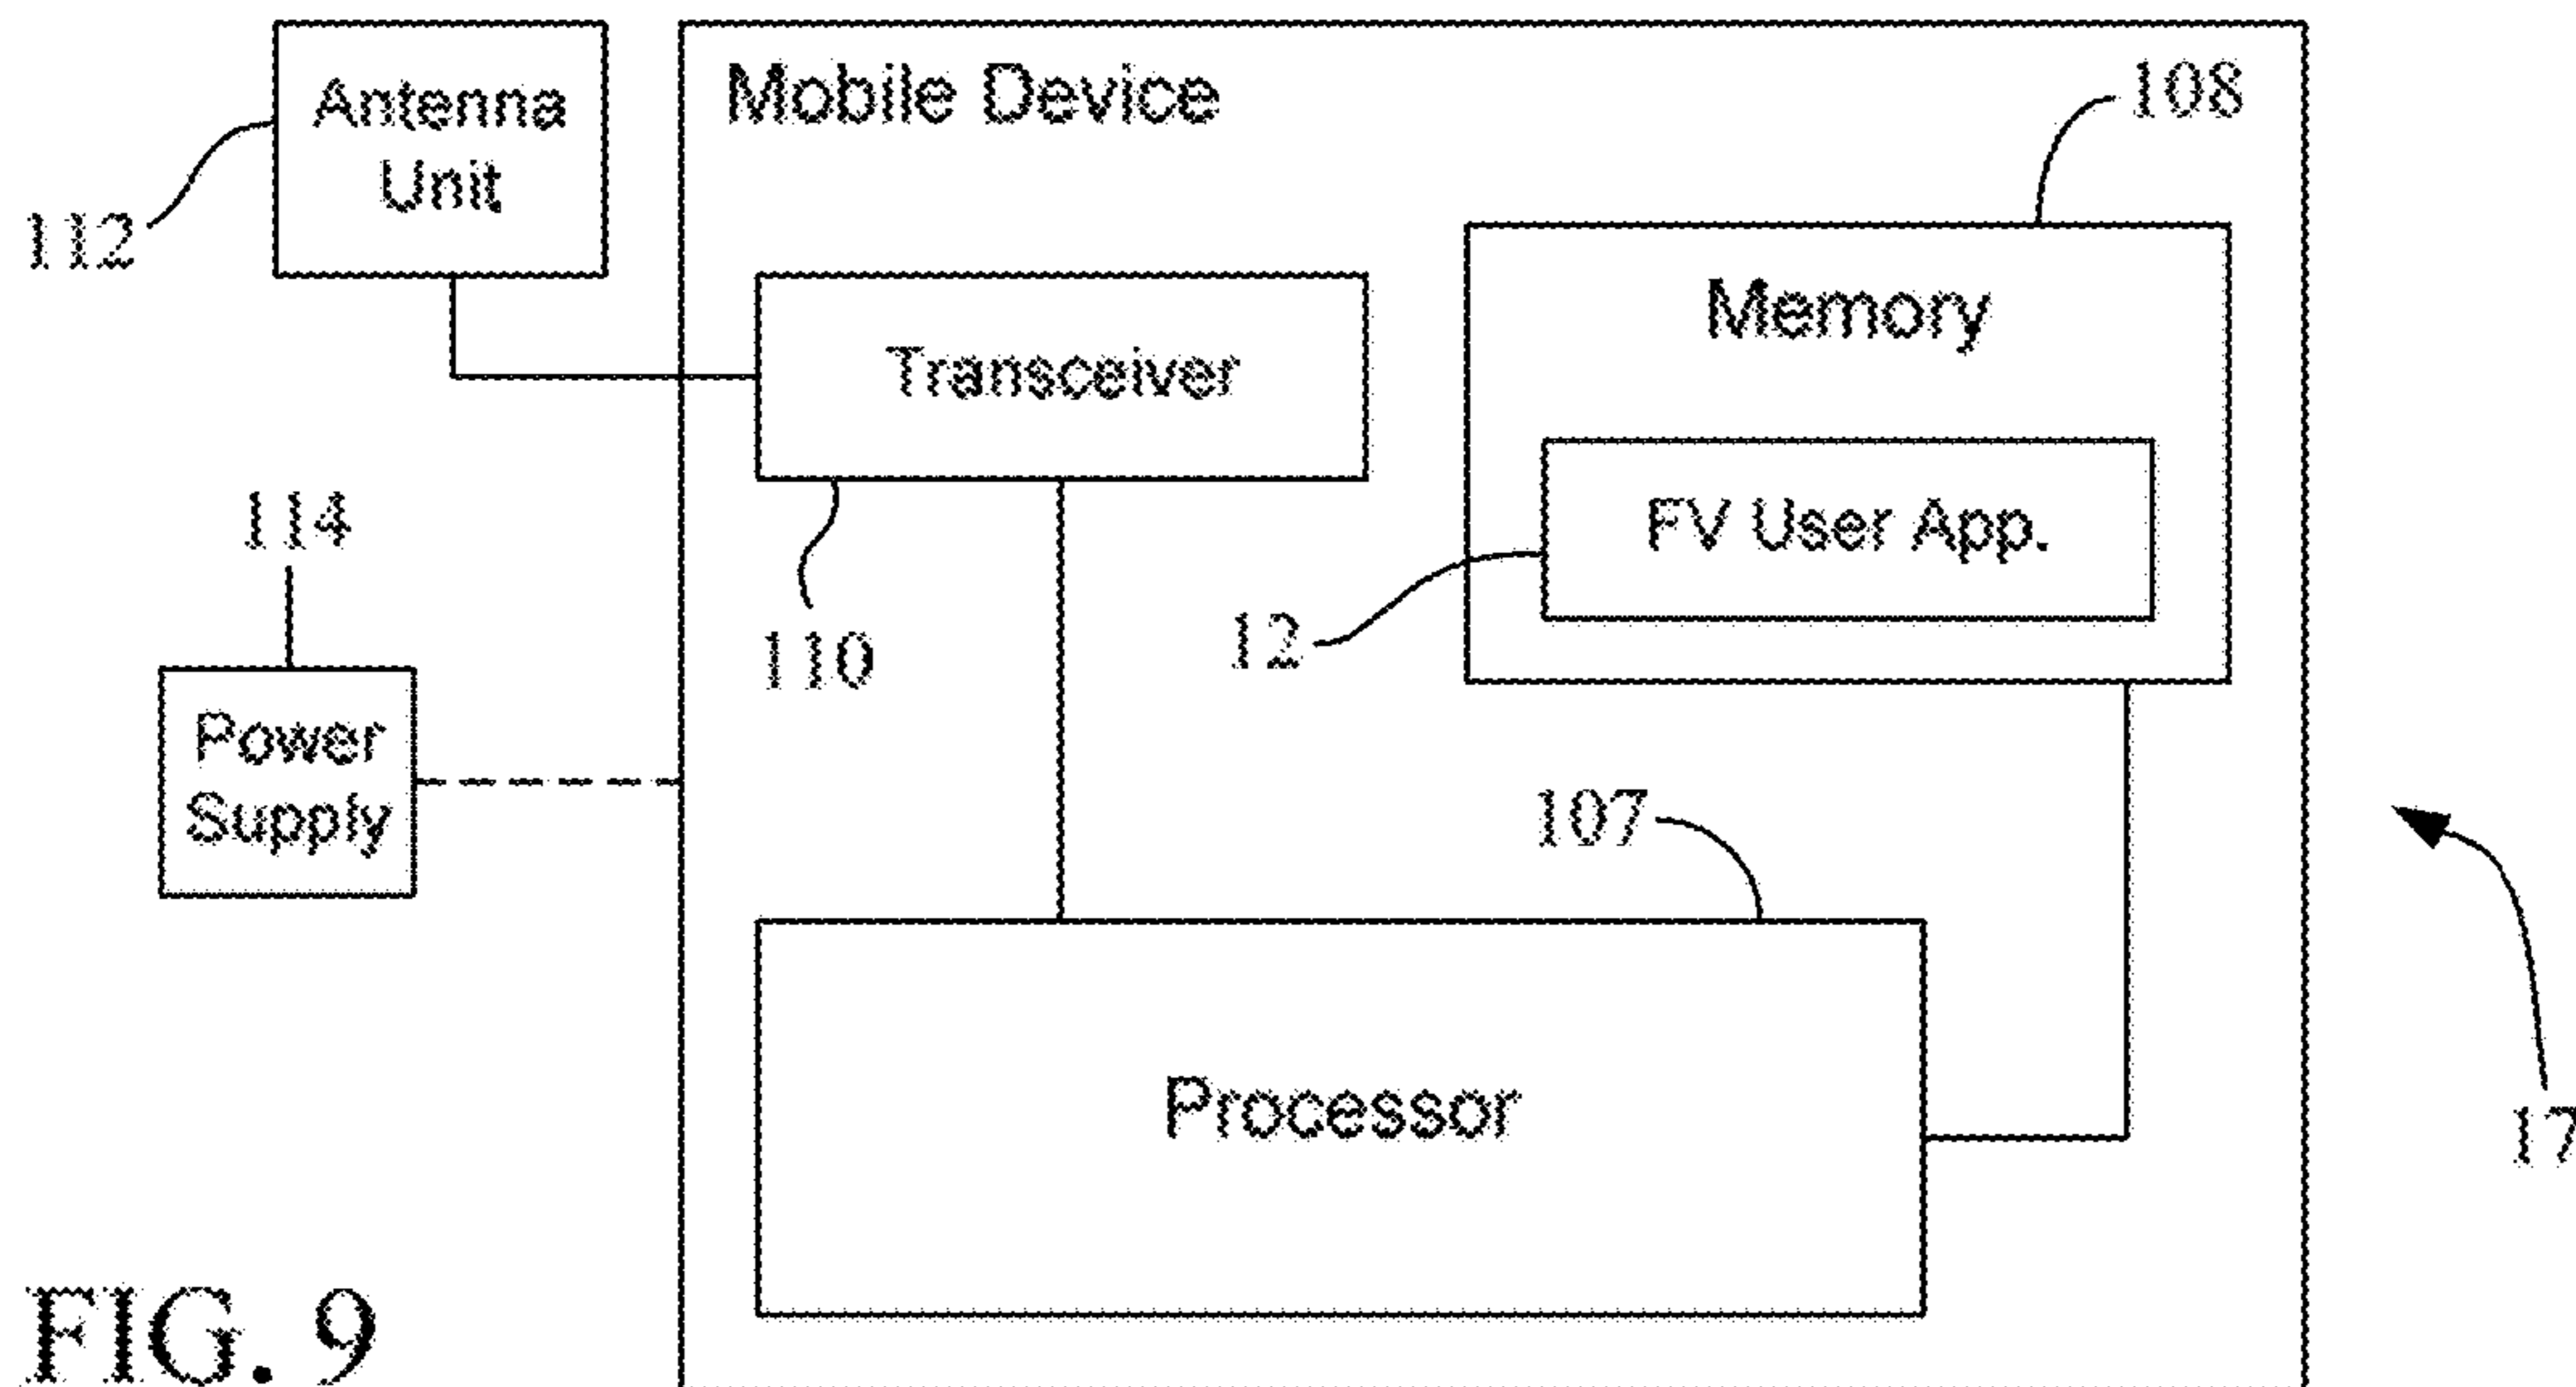 Antenna
Unit
112
Mobile Device
108
Memory
Transceiver
FV User App.
12
110
114
Power
Supply
107
Processor
17
FIG. 9